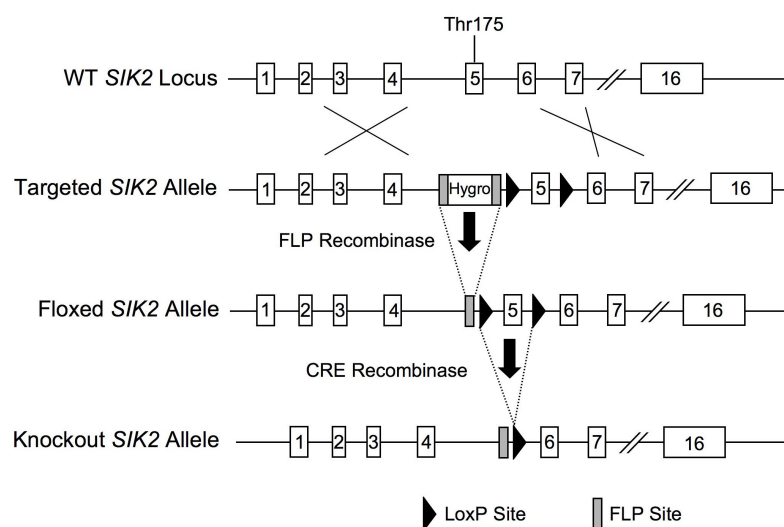 Thr175
WT SIK2 Locus 1 2 3 4 5 6 7 16
Targeted SIK2 Allele 1 2 3 4 Hygro 5 6 7 16
FLP Recombinase
Floxed SIK2 Allele 1 2 3 4 5 6 7 16
CRE Recombinase
Knockout SIK2 Allele 1 2 3 4 6 7 16
LoxP Site FLP Site